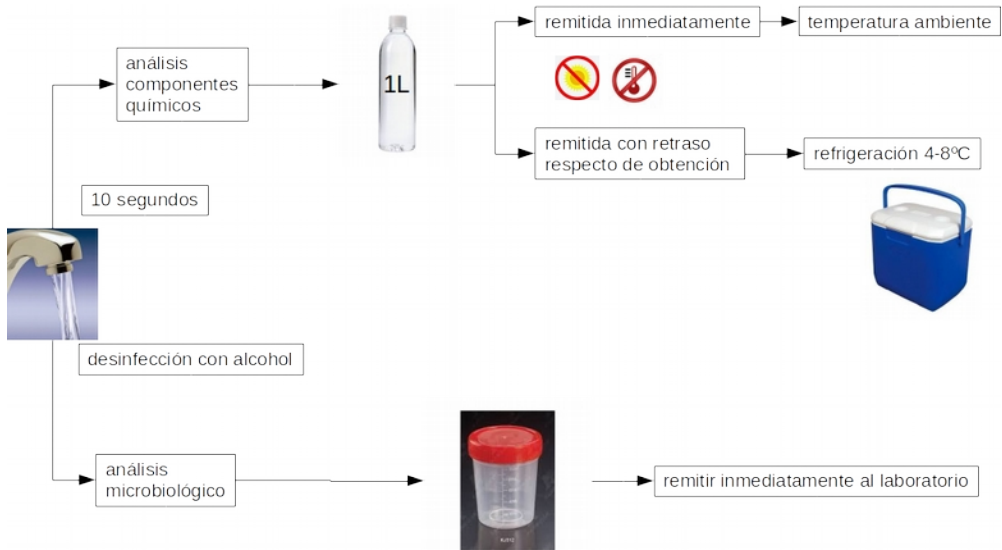 remitida inmediatamente
temperatura ambiente
análisis
componentes
químicos
1L
remitida con retraso
respecto de obtención
refrigeración 4-8ºC
10 segundos
desinfección con alcohol
análisis
microbiológico
remitir inmediatamente al laboratorio